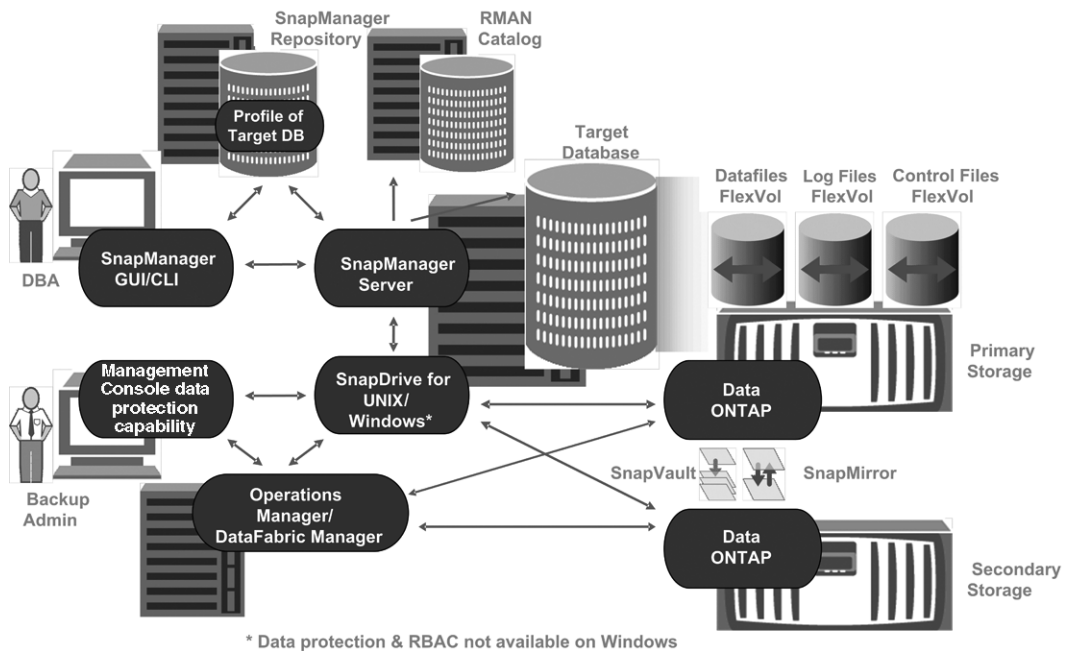 SnapManager
Repository
RMAN
Catalog
Profile of
Target DB
Target
Database
Datafiles
FlexVol
Log Files
FlexVol
Control Files
FlexVol
DBA
SnapManager
GUI/CLI
SnapManager
Server
Primary
Storage
Management
Console data
protection
capability
SnapDrive for
UNIX/
Windows*
Data
ONTAP
Backup
Admin
SnapVault
SnapMirror
Operations
Manager/
DataFabric Manager
Data
ONTAP
Secondary
Storage
* Data protection & RBAC not available on Windows